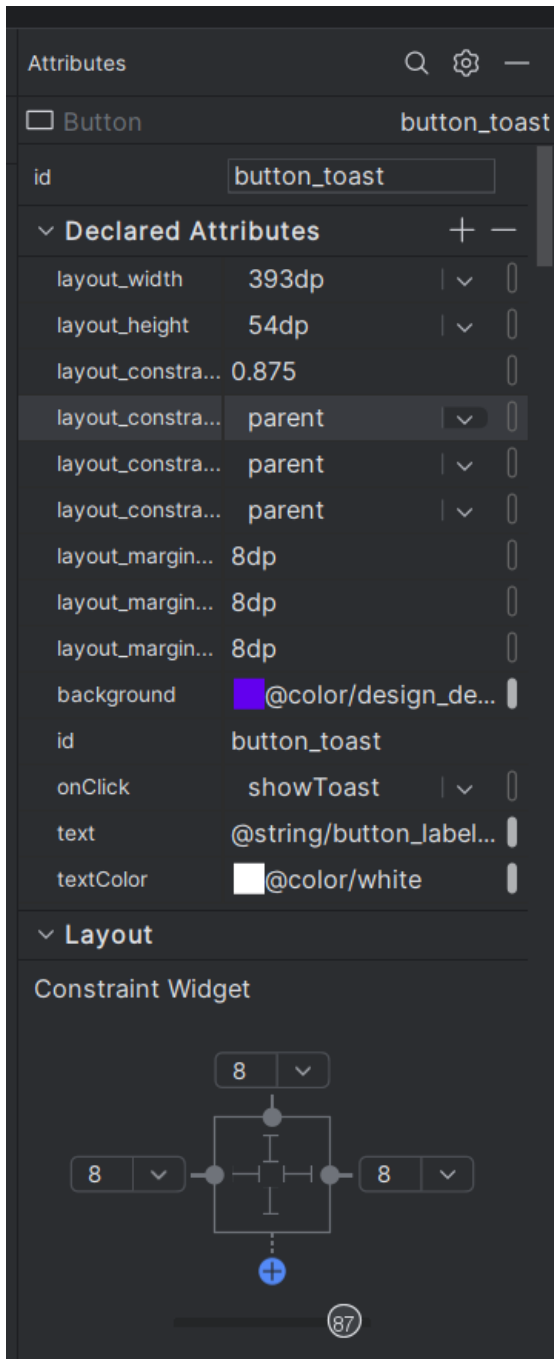 Attributes
Button button_toast
id button_toast
Declared Attributes
layout_width 393dp
layout_height 54dp
layout_constra... 0.875
layout_constra... parent
layout_constra... parent
layout_constra... parent
layout_margin... 8dp
layout_margin... 8dp
layout_margin... 8dp
background @color/design_de...
id button_toast
onClick showToast
text @string/button_label...
textColor @color/white
Layout
Constraint Widget
8
8 8
87